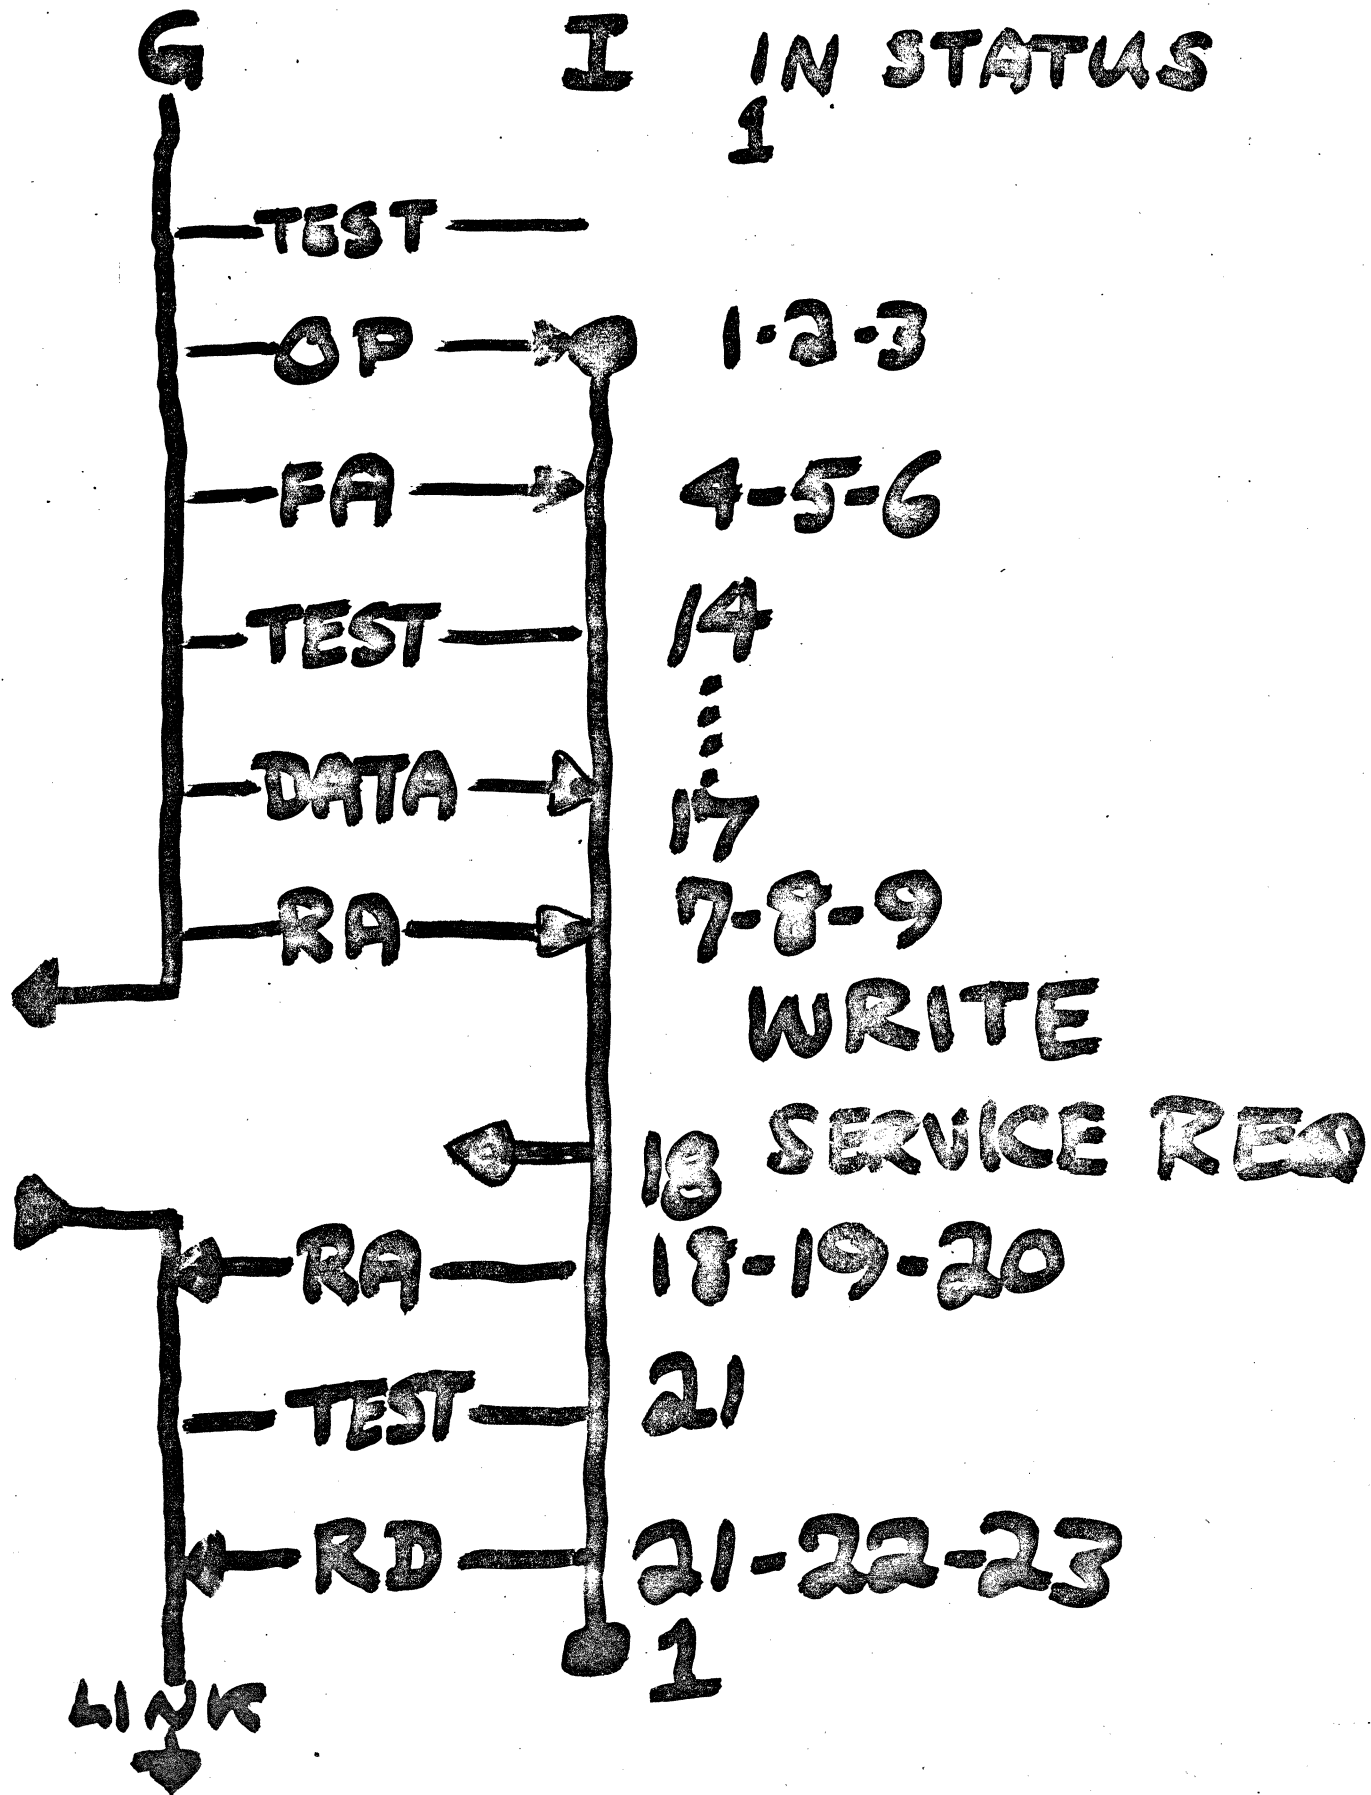 G I IN STATUS
1
TEST
OP 1-2-3
FA 4-5-6
TEST 14
DATA
17
RA 7-8-9
WRITE
SERVICE REQ
18
RA 18-19-20
TEST 21
RD 21-22-23
1
LINK